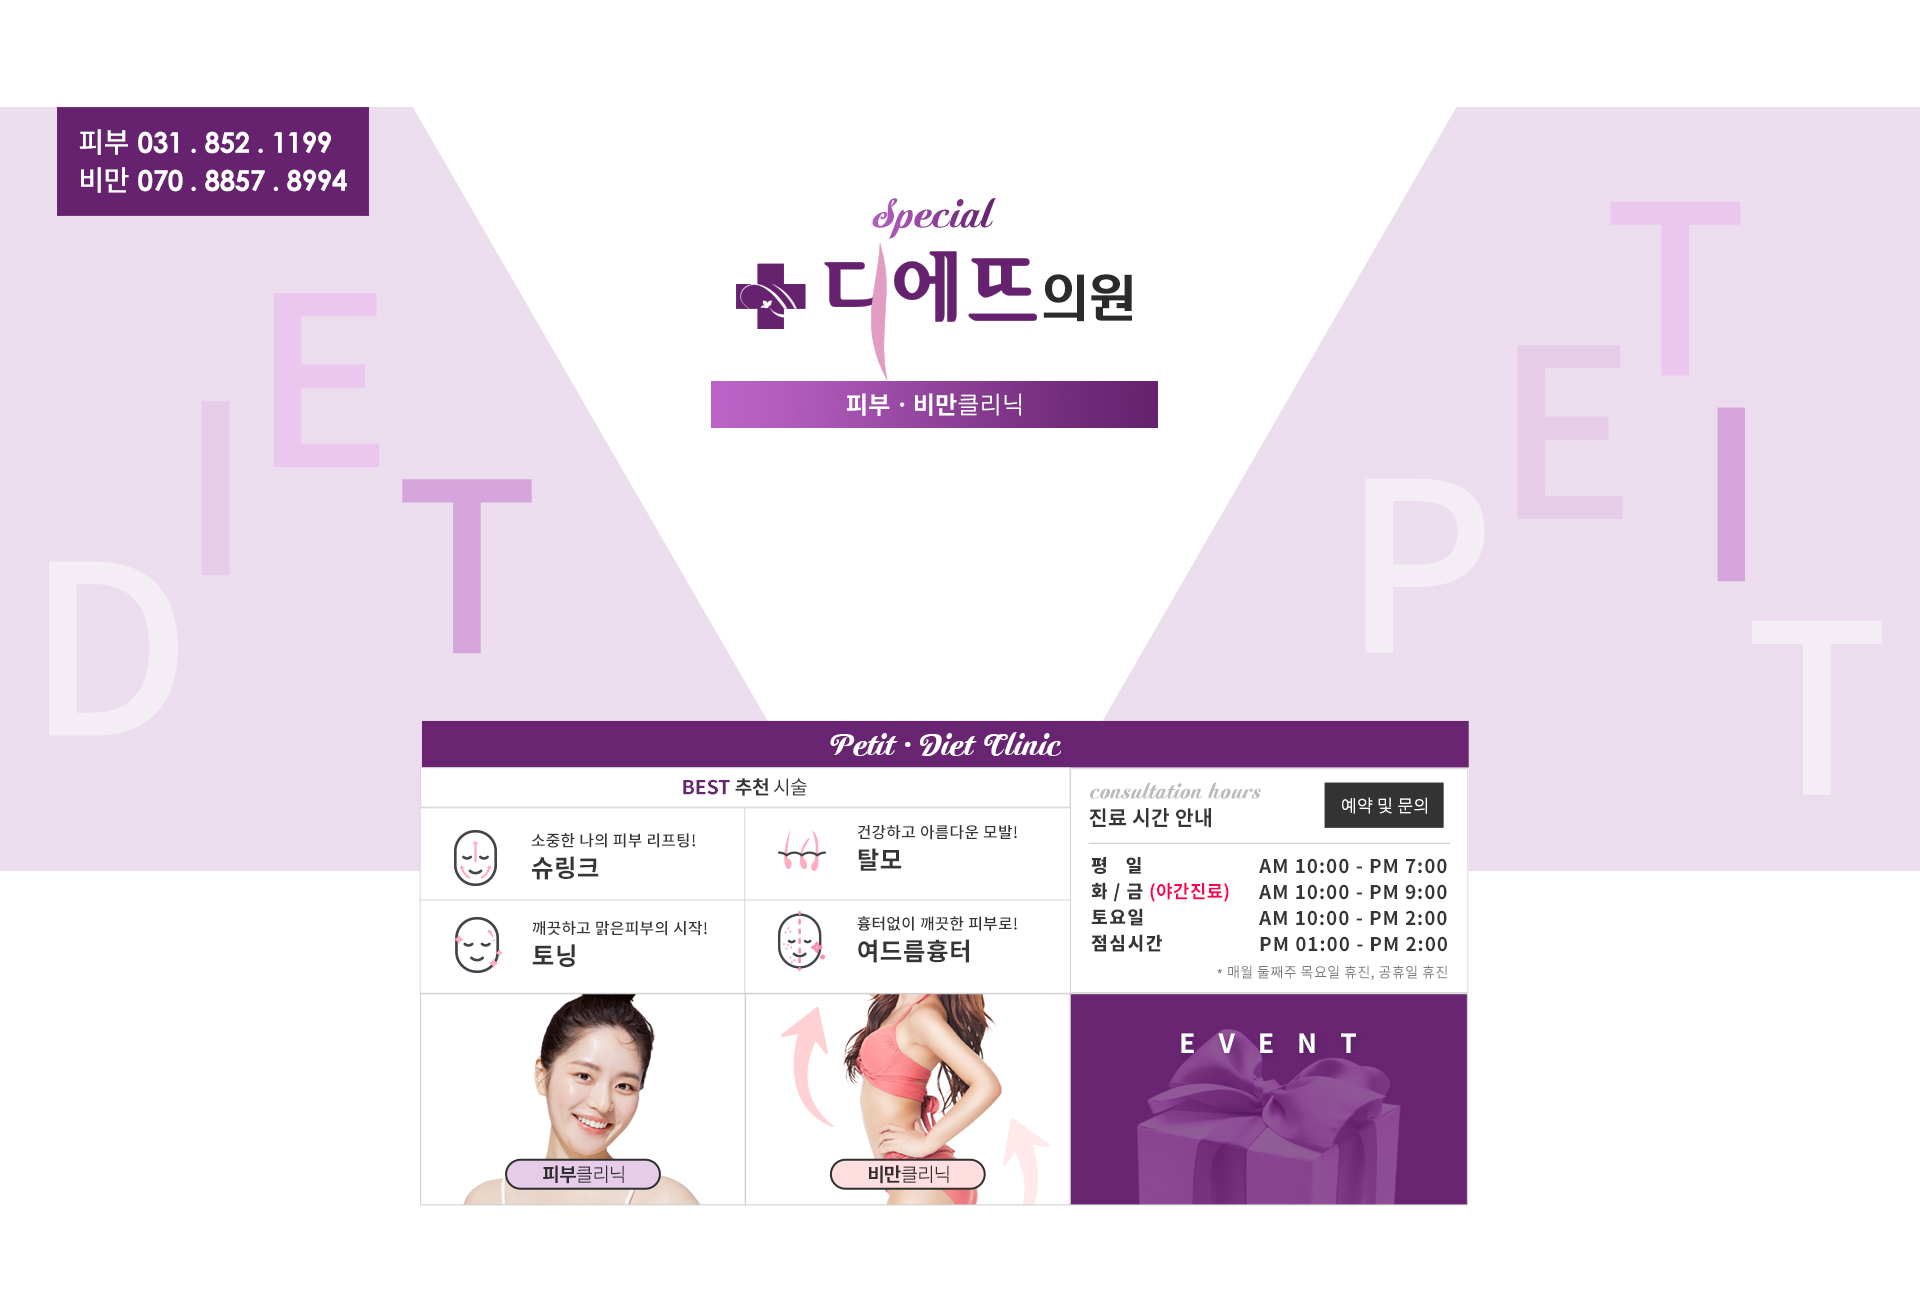 피부 031 . 852 . 1199
비만 070 . 8857 . 8994
DIET
PETIT
Special
디에뜨의원
피부 · 비만클리닉
Petit · Diet Clinic
BEST 추천 시술
소중한 나의 피부 리프팅!
슈링크
건강하고 아름다운 모발!
탈모
깨끗하고 맑은피부의 시작!
토닝
흉터없이 깨끗한 피부로!
여드름흉터
consultation hours
진료 시간 안내
예약 및 문의
평 일 AM 10:00 - PM 7:00
화 / 금 (야간진료) AM 10:00 - PM 9:00
토요일 AM 10:00 - PM 2:00
점심시간 PM 01:00 - PM 2:00
* 매월 둘째주 목요일 휴진, 공휴일 휴진
피부클리닉
비만클리닉
EVENT